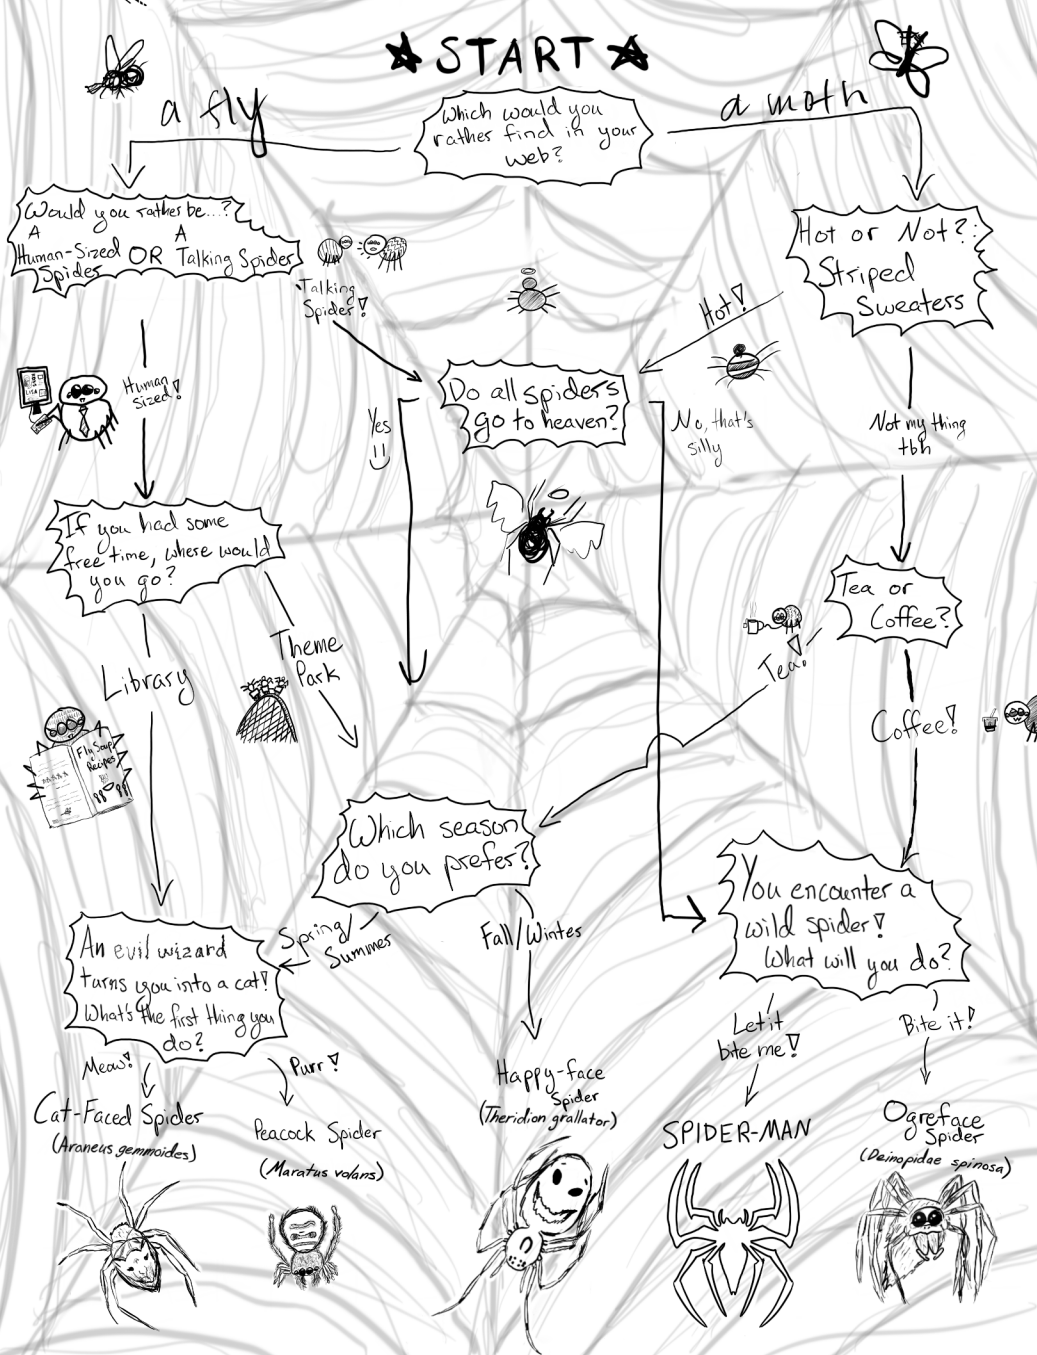 START
a fly
a moth
Which would you
rather find in your
web?
Would you rather be...?
A
Human-Sized
Spider
OR
A
Talking Spider
Talking
Spider!
Hot or Not?:
Striped
Sweaters
Hot!
Human
sized!
Do all spiders
go to heaven?
Yes
No, that's
silly
Not my thing
tbh
If you had some
free time, where would
you go?
Tea or
Coffee?
Tea!
Theme
Park
Library
Coffee!
Fly Soup
Recipes
Which season
do you prefer?
You encounter a
wild spider!
What will you do?
Spring/
Summer
Fall/Winter
An evil wizard
turns you into a cat!
What's the first thing you
do?
Let it
bite me!
Bite it!
Meow!
Purr!
Cat-Faced Spider
(Araneus gemmoides)
Peacock Spider
(Maratus volans)
Happy-face
Spider
(Theridion grallator)
SPIDER-MAN
Ogreface
Spider
(Deinopidae spinosa)